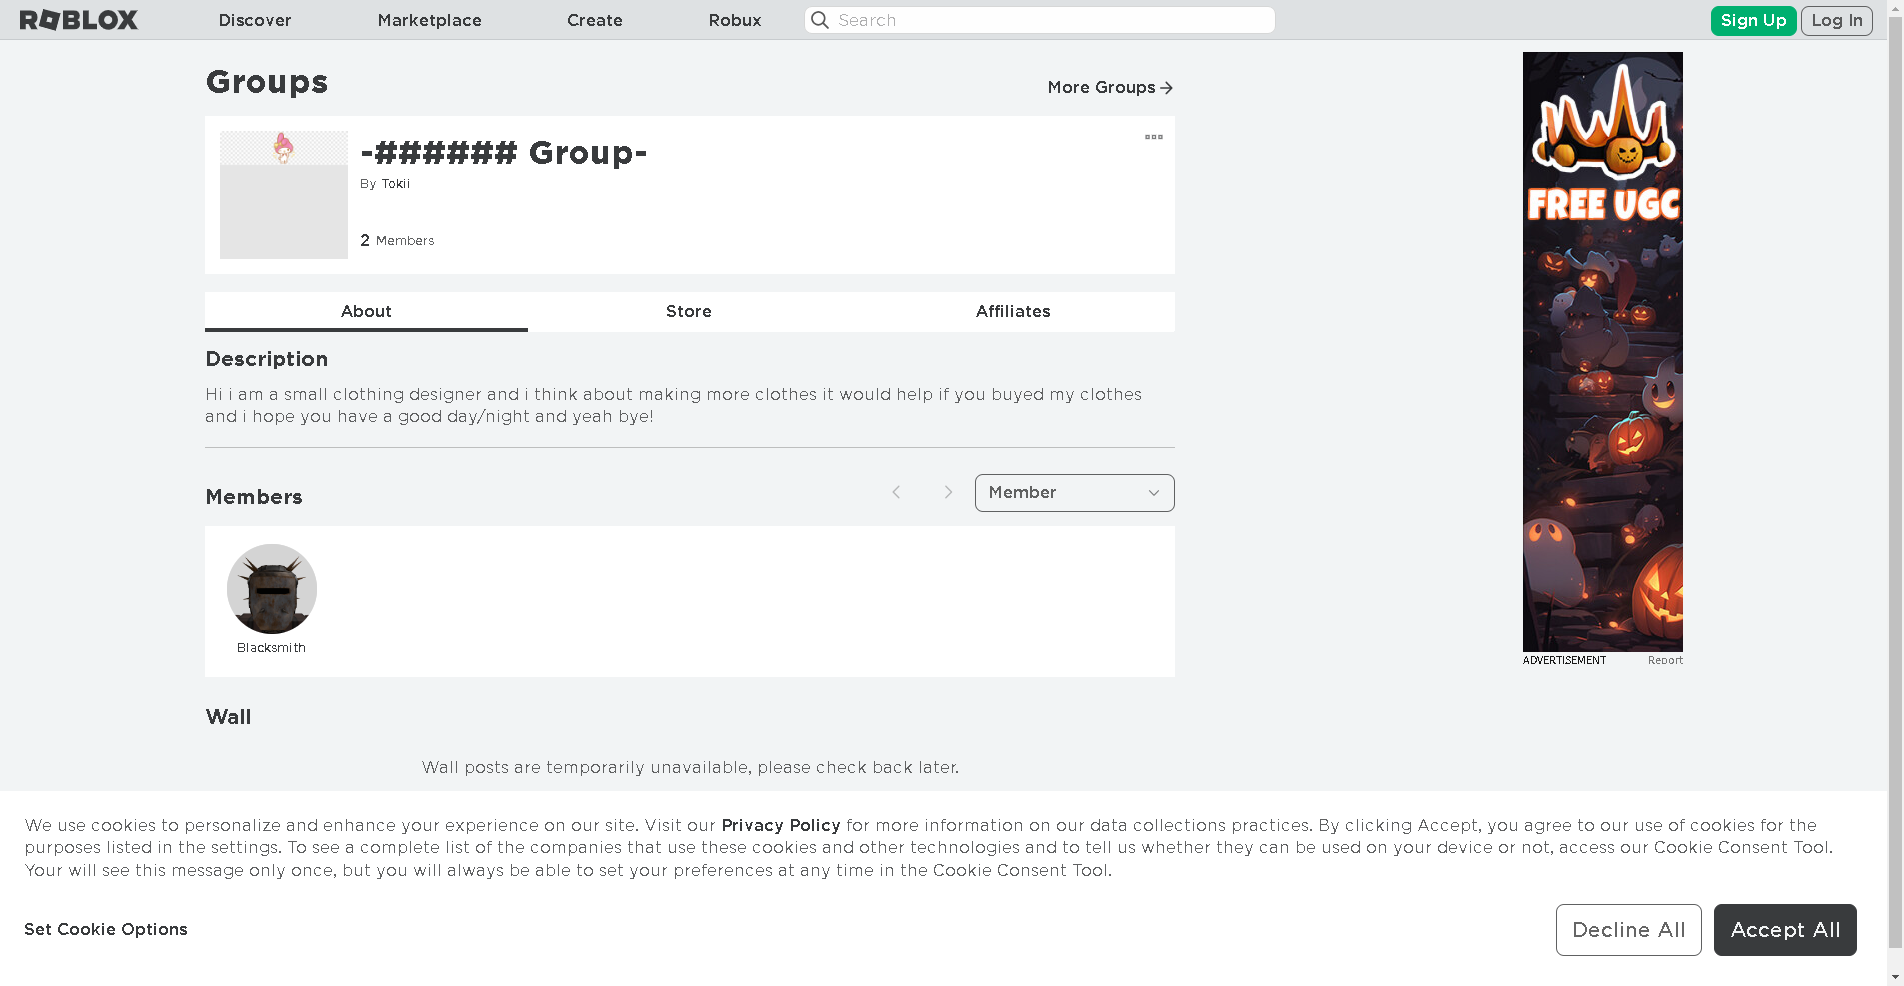 ROBLOX Discover Marketplace Create Robux Search Sign Up Log In
Groups
More Groups
-###### Group-
By Tokii
2 Members
About Store Affiliates
Description
Hi i am a small clothing designer and i think about making more clothes it would help if you buyed my clothes
and i hope you have a good day/night and yeah bye!
Members
Member
Blacksmith
Wall
Wall posts are temporarily unavailable, please check back later.
FREE UGC
ADVERTISEMENT Report
We use cookies to personalize and enhance your experience on our site. Visit our Privacy Policy for more information on our data collections practices. By clicking Accept, you agree to our use of cookies for the
purposes listed in the settings. To see a complete list of the companies that use these cookies and other technologies and to tell us whether they can be used on your device or not, access our Cookie Consent Tool.
Your will see this message only once, but you will always be able to set your preferences at any time in the Cookie Consent Tool.
Set Cookie Options
Decline All Accept All